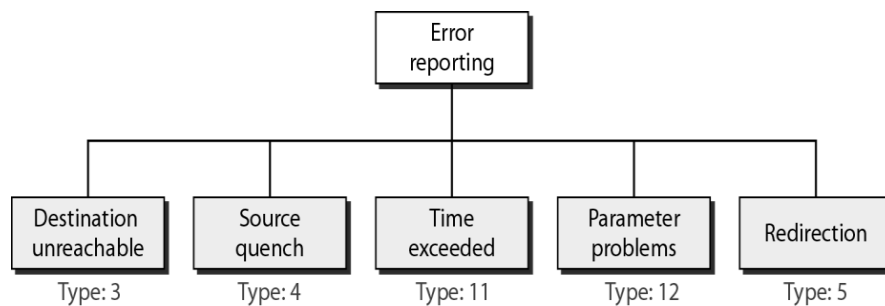 Error
reporting
Destination
unreachable
Source
quench
Time
exceeded
Parameter
problems
Redirection
Type: 3
Type: 4
Type: 11
Type: 12
Type: 5